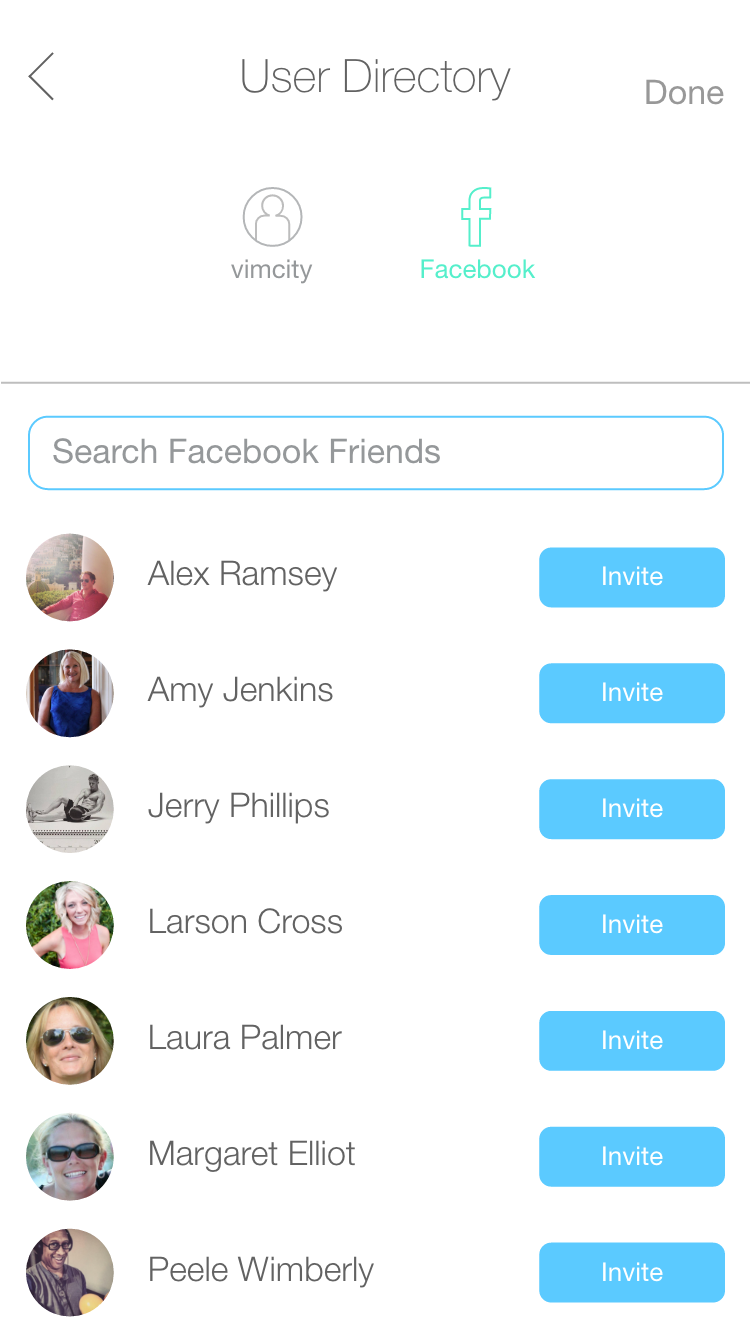 User Directory
Done
vimcity
Facebook
Search Facebook Friends
Alex Ramsey
Invite
Amy Jenkins
Invite
Jerry Phillips
Invite
Larson Cross
Invite
Laura Palmer
Invite
Margaret Elliot
Invite
Peele Wimberly
Invite